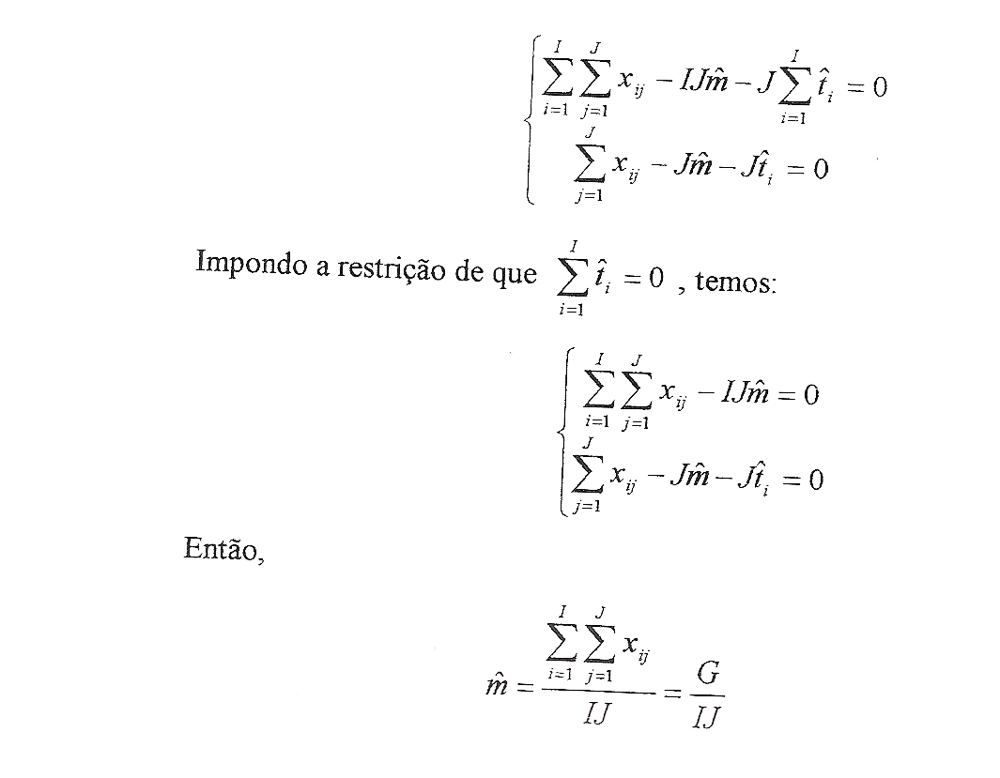 $$\begin{cases} \sum_{i=1}^{I}\sum_{j=1}^{J} x_{ij} - IJ\hat{m} - J\sum_{i=1}^{I}\hat{t}_i = 0 \\ \sum_{j=1}^{J} x_{ij} - J\hat{m} - J\hat{t}_i = 0 \end{cases}$$
Impondo a restrição de que $\sum_{i=1}^{I}\hat{t}_i = 0$ , temos:
$$\begin{cases} \sum_{i=1}^{I}\sum_{j=1}^{J} x_{ij} - IJ\hat{m} = 0 \\ \sum_{j=1}^{J} x_{ij} - J\hat{m} - J\hat{t}_i = 0 \end{cases}$$
Então,
$$\hat{m} = \frac{\sum_{i=1}^{I}\sum_{j=1}^{J} x_{ij}}{IJ} = \frac{G}{IJ}$$